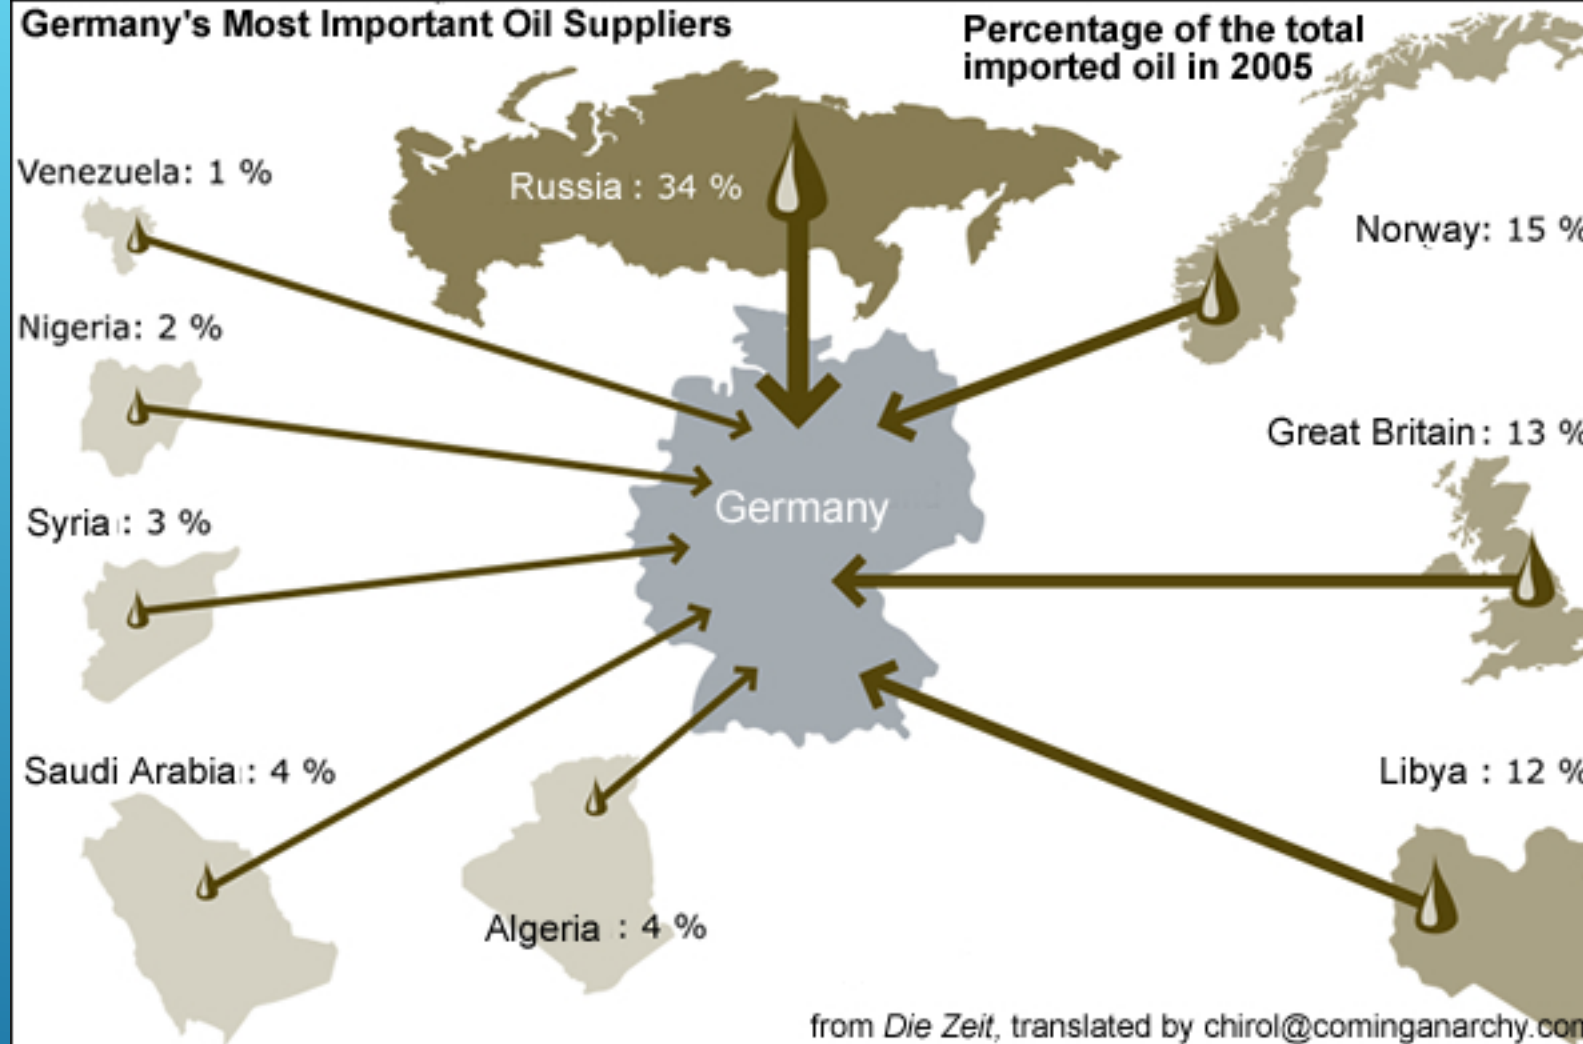 Germany's Most Important Oil Suppliers
Percentage of the total
imported oil in 2005
Venezuela: 1 %
Russia : 34 %
Norway: 15 %
Nigeria: 2 %
Great Britain : 13 %
Germany
Syria : 3 %
Saudi Arabia : 4 %
Libya : 12 %
Algeria : 4 %
from Die Zeit, translated by chirol@cominganarchy.com